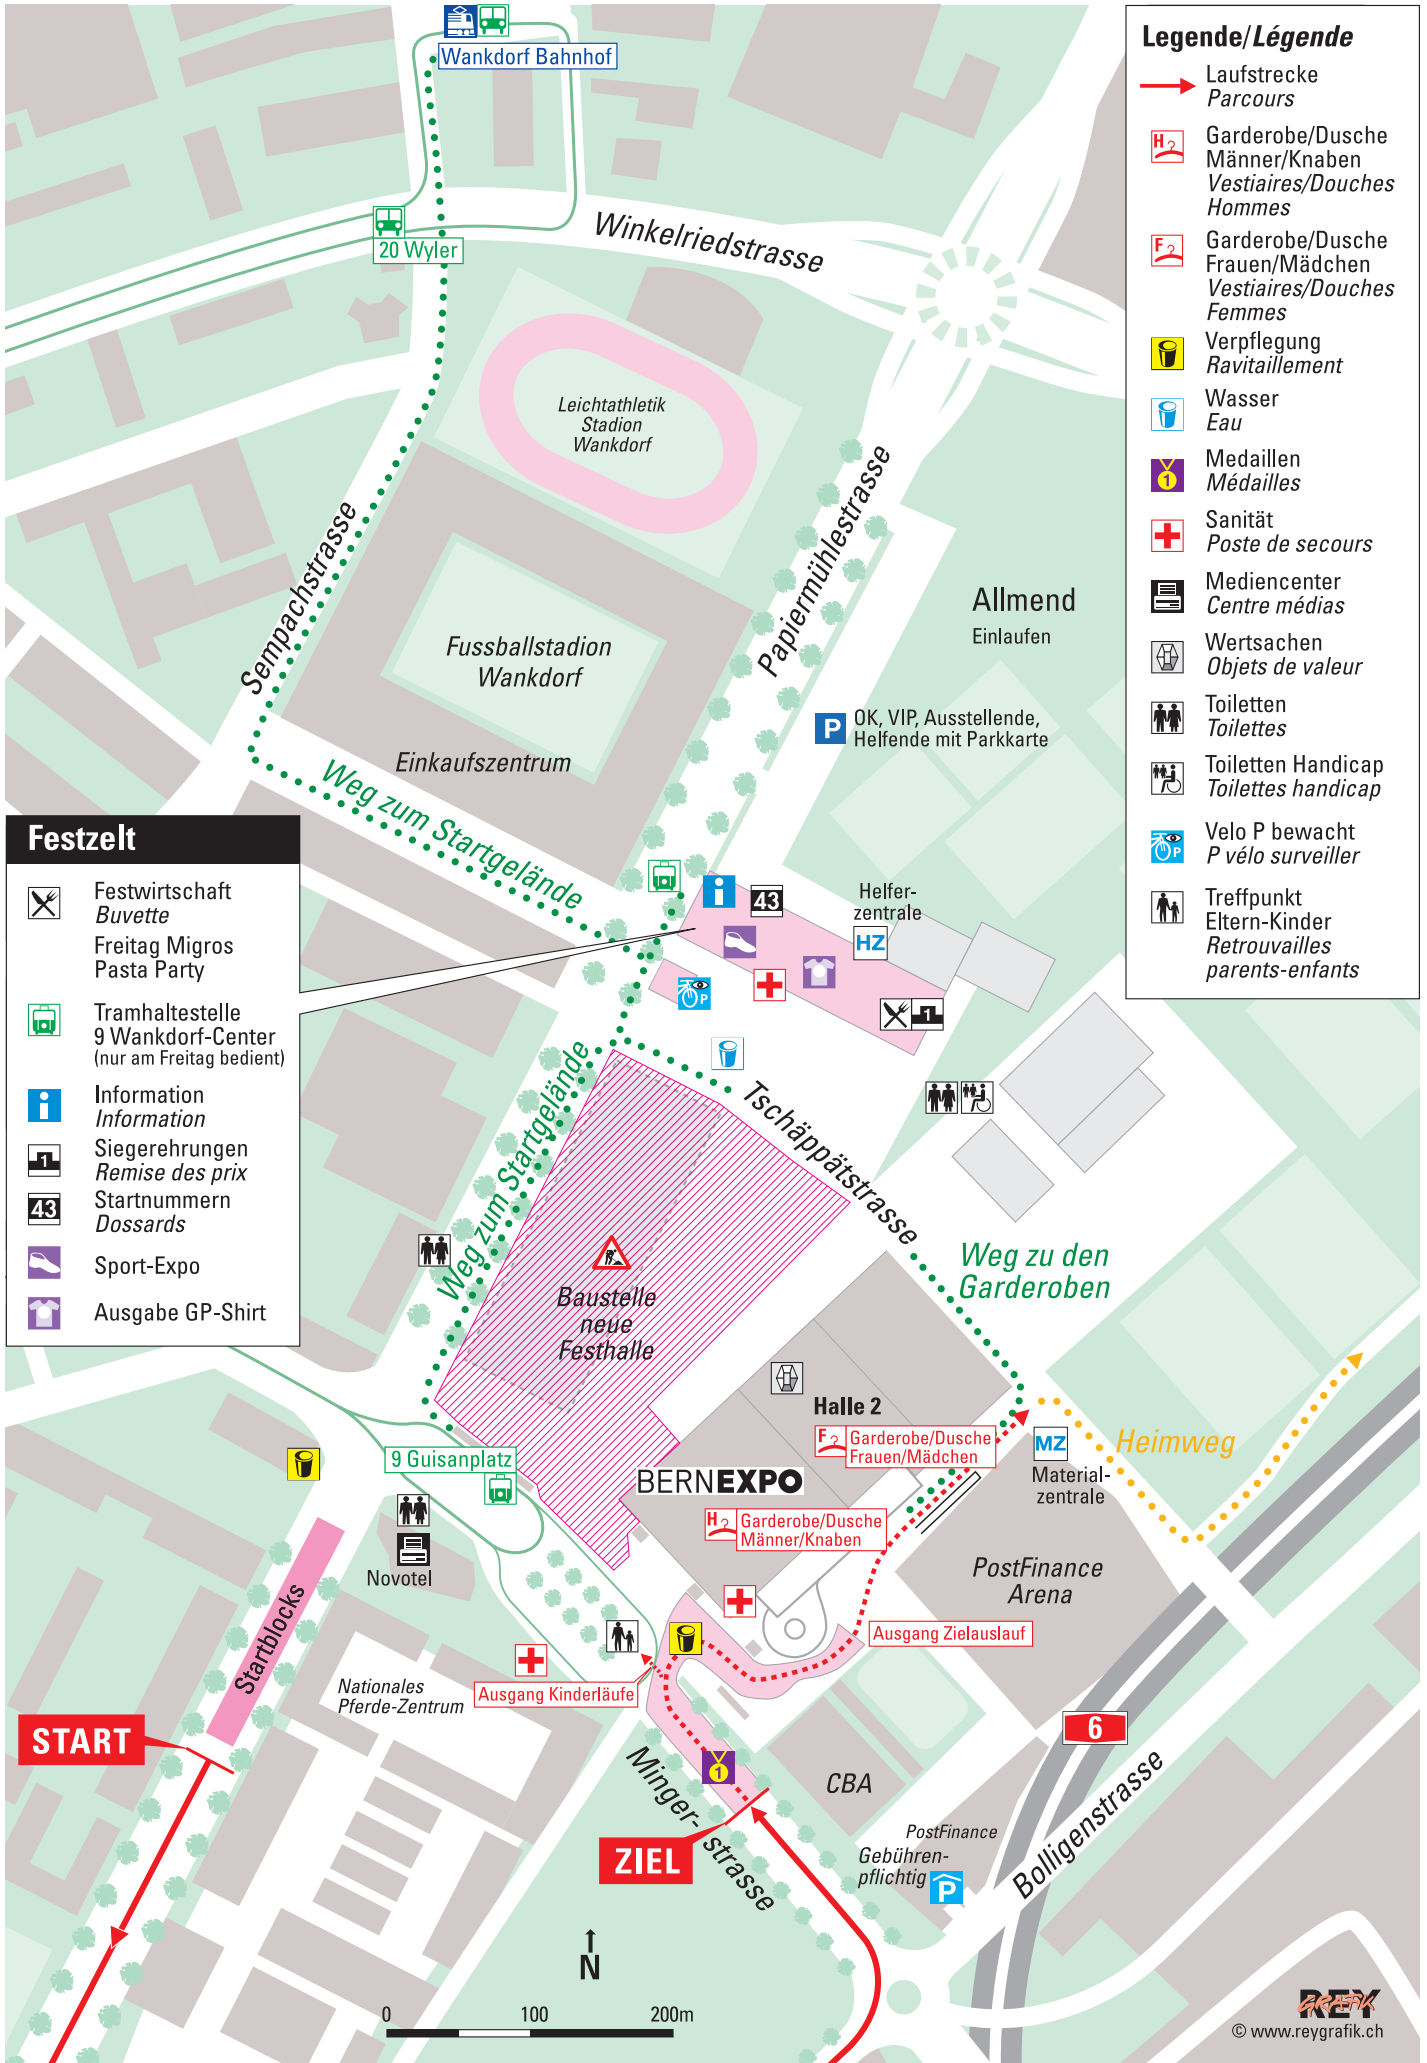 Wankdorf Bahnhof
20 Wyler
Winkelriedstrasse
Leichtathletik
Stadion
Wankdorf
Sempachstrasse
Papiermühlestrasse
Fussballstadion
Wankdorf
Einkaufszentrum
Allmend
Einlaufen
P
OK, VIP, Ausstellende,
Helfende mit Parkkarte
Weg zum Startgelände
i
43
Helfer-
zentrale
HZ
P
1
Weg zum Startgelände
Tschäppätstrasse
Baustelle
neue
Festhalle
Weg zu den
Garderoben
Halle 2
F
Garderobe/Dusche
Frauen/Mädchen
BERNEXPO
H
Garderobe/Dusche
Männer/Knaben
MZ
Material-
zentrale
Heimweg
9 Guisanplatz
Novotel
Startblocks
PostFinance
Arena
Ausgang Zielauslauf
Nationales
Pferde-Zentrum
Ausgang Kinderläufe
START
1
ZIEL
Minger-
strasse
CBA
PostFinance
Gebühren-
pflichtig
P
6
Bolligenstrasse
N
0 100 200m
REY
GRAFIK
© www.reygrafik.ch
Festzelt
Festwirtschaft
Buvette
Freitag Migros
Pasta Party
Tramhaltestelle
9 Wankdorf-Center
(nur am Freitag bedient)
i
Information
Information
1
Siegerehrungen
Remise des prix
43
Startnummern
Dossards
Sport-Expo
Ausgabe GP-Shirt
Legende/Légende
Laufstrecke
Parcours
H
Garderobe/Dusche
Männer/Knaben
Vestiaires/Douches
Hommes
F
Garderobe/Dusche
Frauen/Mädchen
Vestiaires/Douches
Femmes
Verpflegung
Ravitaillement
Wasser
Eau
1
Medaillen
Médailles
Sanität
Poste de secours
Mediencenter
Centre médias
Wertsachen
Objets de valeur
Toiletten
Toilettes
Toiletten Handicap
Toilettes handicap
P
Velo P bewacht
P vélo surveiller
Treffpunkt
Eltern-Kinder
Retrouvailles
parents-enfants